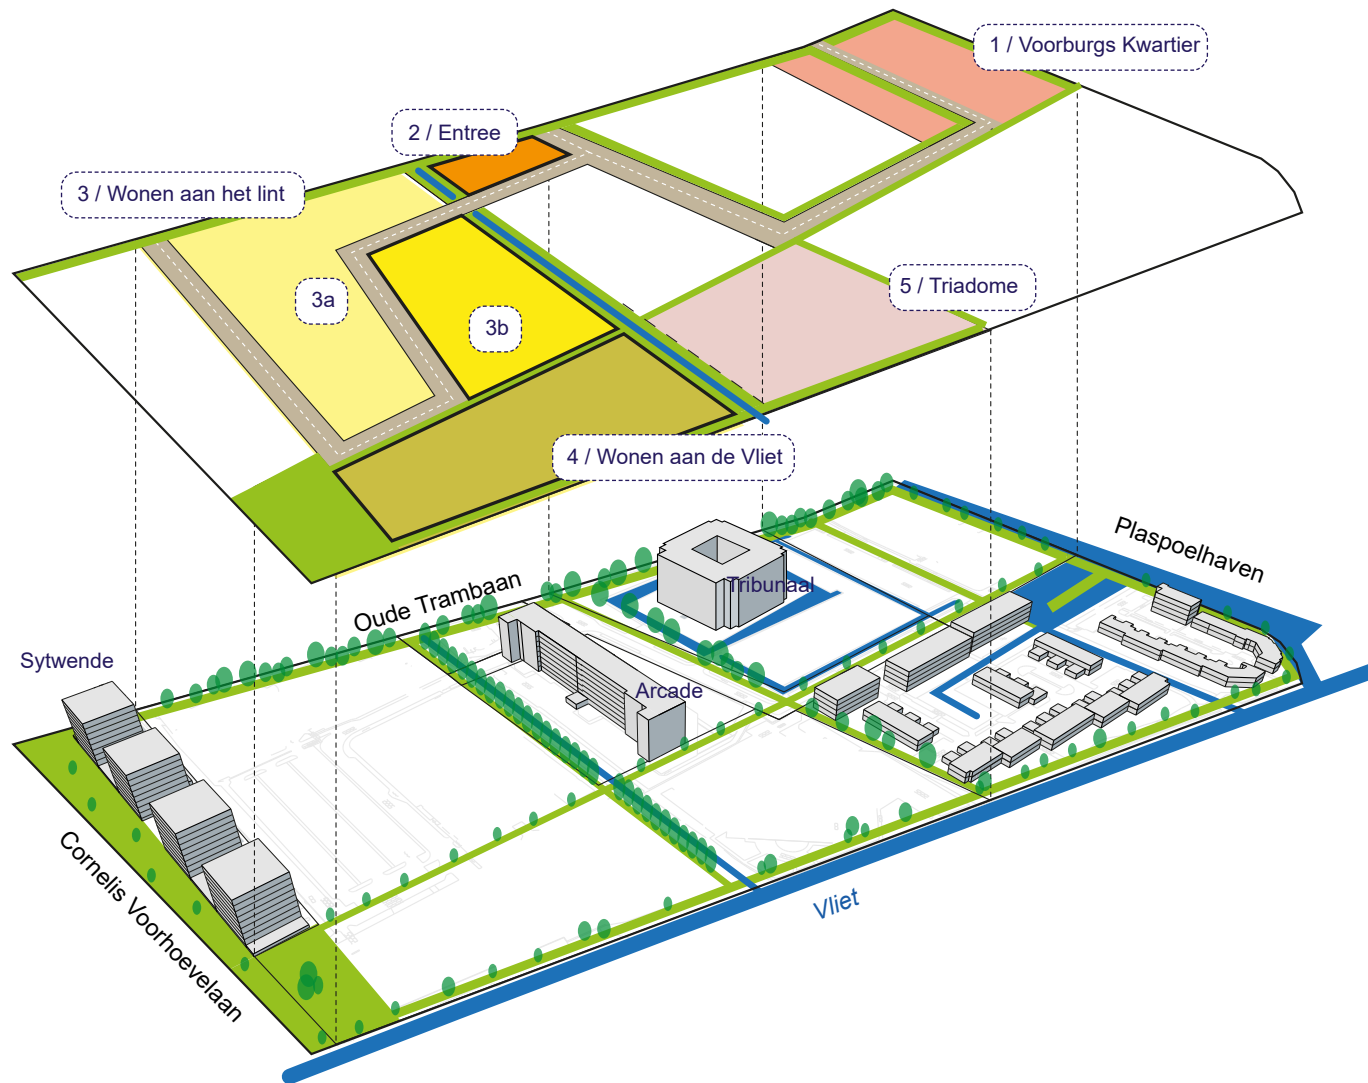 1 / Voorburgs Kwartier
2 / Entree
3 / Wonen aan het lint
5 / Triadome
3a
3b
4 / Wonen aan de Vliet
Plaspoelhaven
Oude Trambaan
Tribunaal
Sytwende
Arcade
Cornelis Voorhoevelaan
Vliet